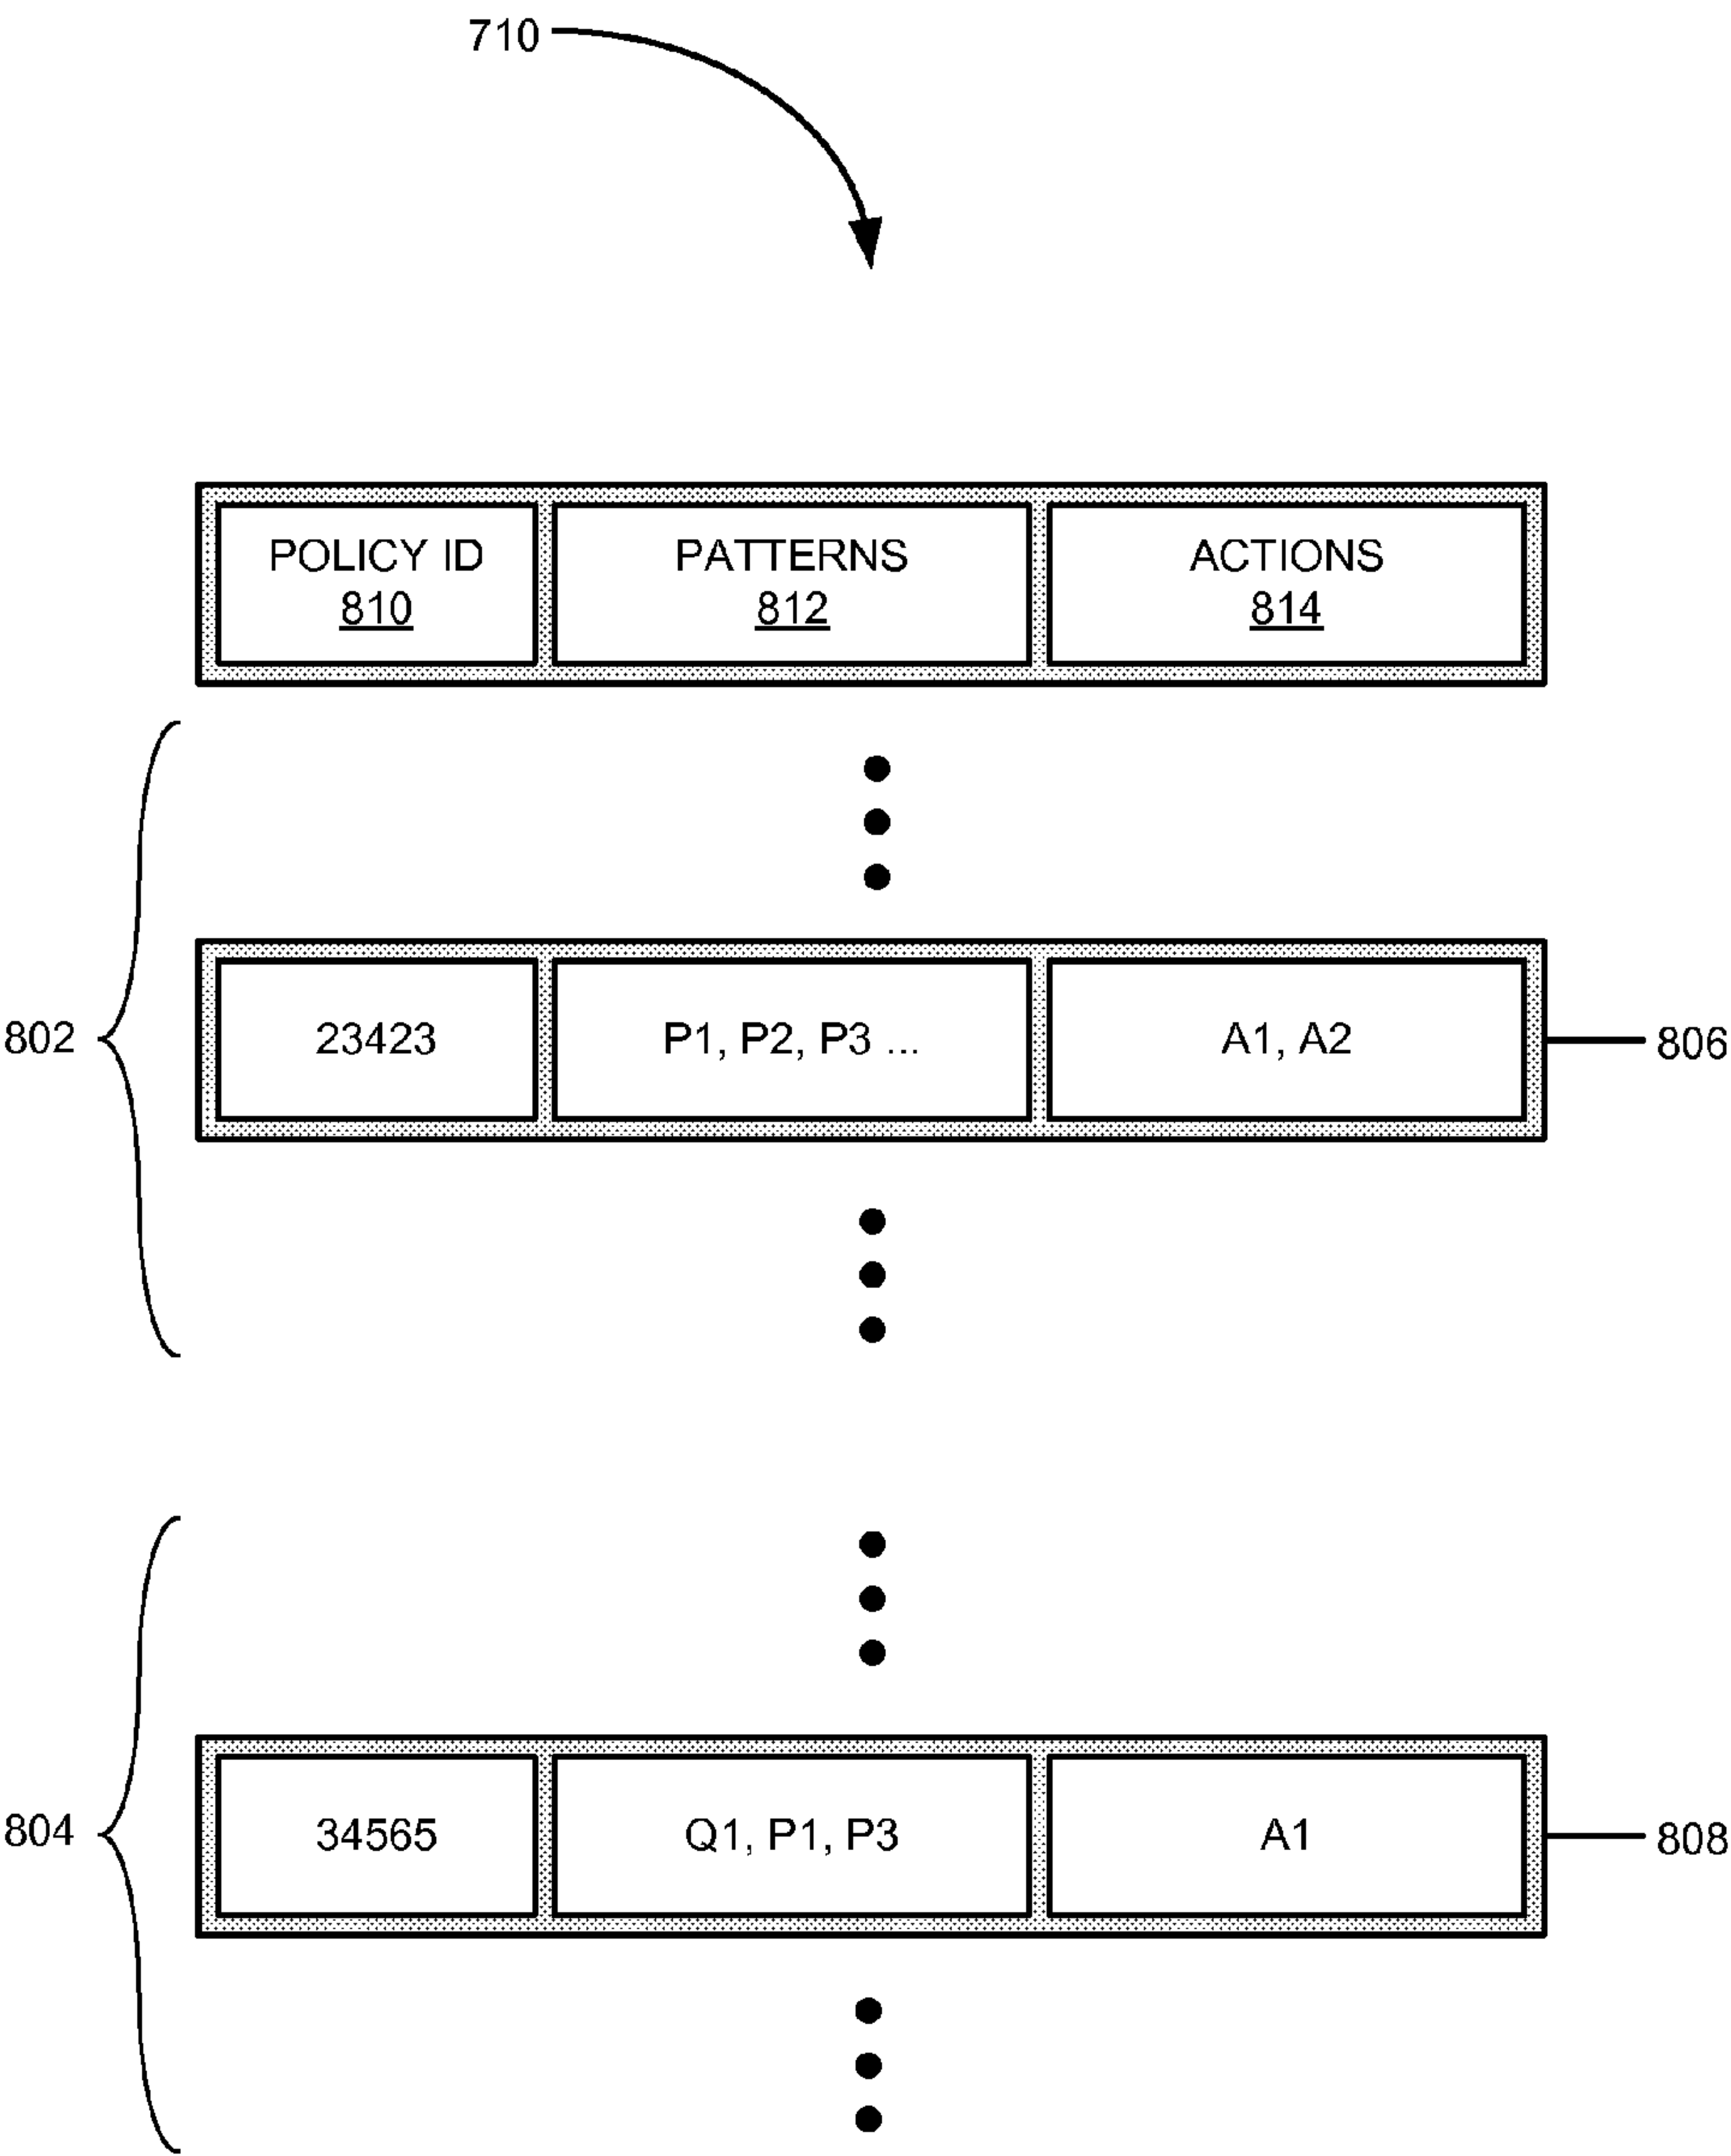 710
POLICY ID PATTERNS ACTIONS
810 812 814
802 23423 P1, P2, P3 ... A1, A2 806
804 34565 Q1, P1, P3 A1 808